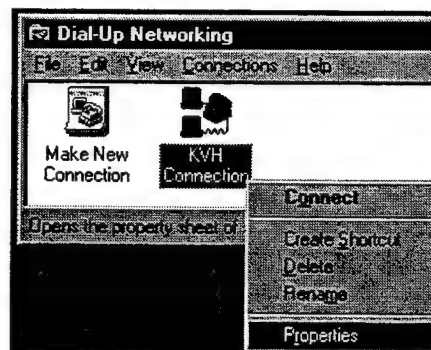 Dial-Up Networking
File Edit View Connections Help
Make New
Connection
KVH
Connection
Connect
Opens the property sheet of
Create Shortcut
Delete
Rename
Properties